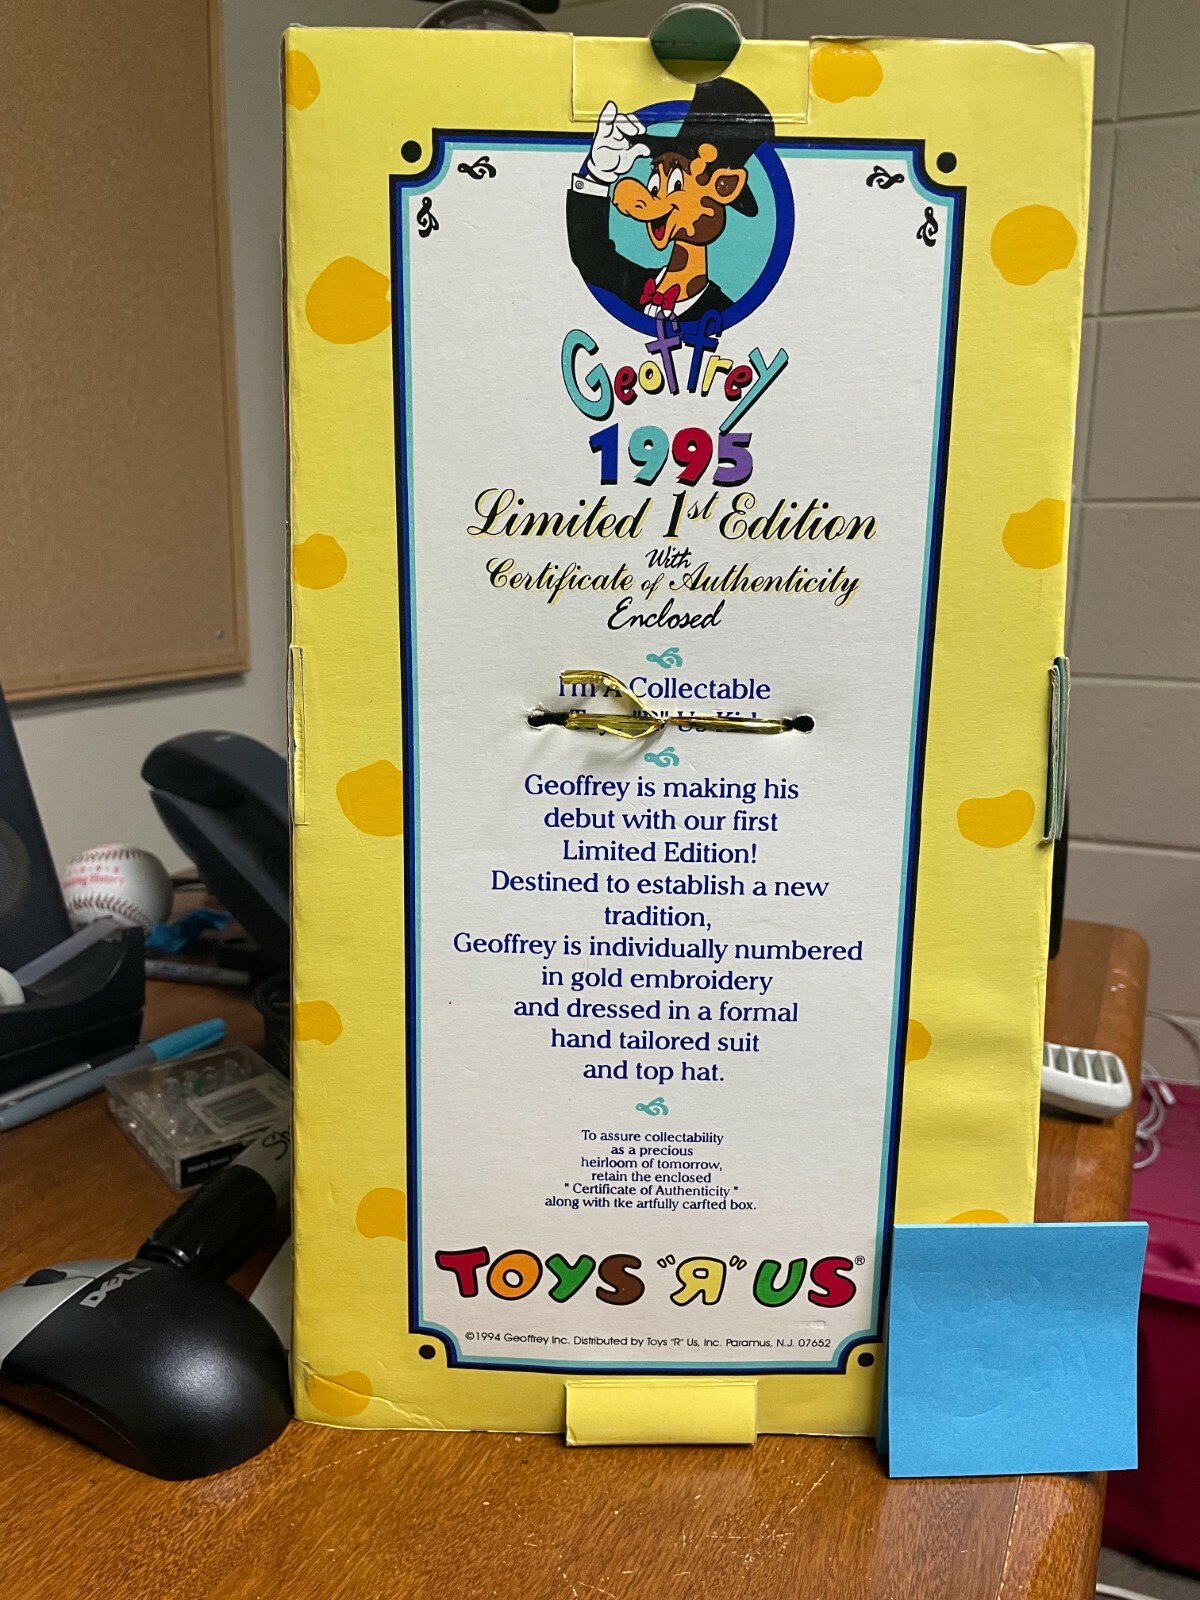 Geoffrey
1995
Limited 1st Edition
With
Certificate of Authenticity
Enclosed
I'm A Collectable
Toys "R" Us Kid
Geoffrey is making his
debut with our first
Limited Edition!
Destined to establish a new
tradition,
Geoffrey is individually numbered
in gold embroidery
and dressed in a formal
hand tailored suit
and top hat.
To assure collectability
as a precious
heirloom of tomorrow,
retain the enclosed
" Certificate of Authenticity "
along with tke artfully carfted box.
TOYS "R" US®
©1994 Geoffrey Inc. Distributed by Toys "R" Us, Inc. Paramus, N.J. 07652
DELL